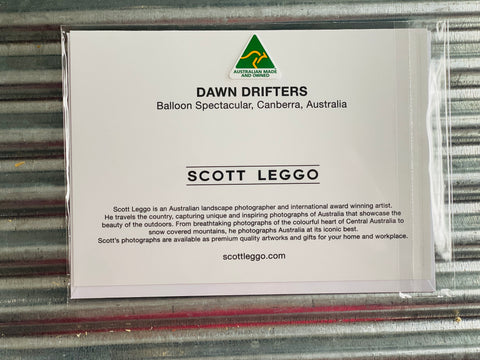 AUSTRALIAN MADE
AND OWNED
DAWN DRIFTERS
Balloon Spectacular, Canberra, Australia
SCOTT LEGGO
Scott Leggo is an Australian landscape photographer and international award winning artist.
He travels the country, capturing unique and inspiring photographs of Australia that showcase the
beauty of the outdoors. From breathtaking photographs of the colourful heart of Central Australia to
snow covered mountains, he photographs Australia at its iconic best.
Scott's photographs are available as premium quality artworks and gifts for your home and workplace.
scottleggo.com